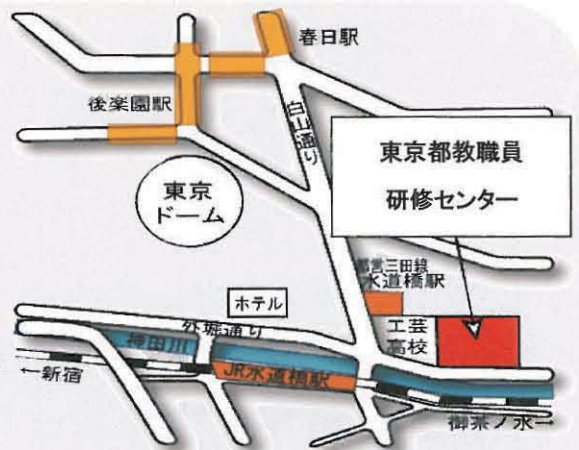 春日駅
後楽園駅
白山通り
東京都教職員
研修センター
東京
ドーム
都営三田線
水道橋駅
ホテル
外堀通り
工芸
高校
神田川
JR水道橋駅
←新宿
御茶ノ水→